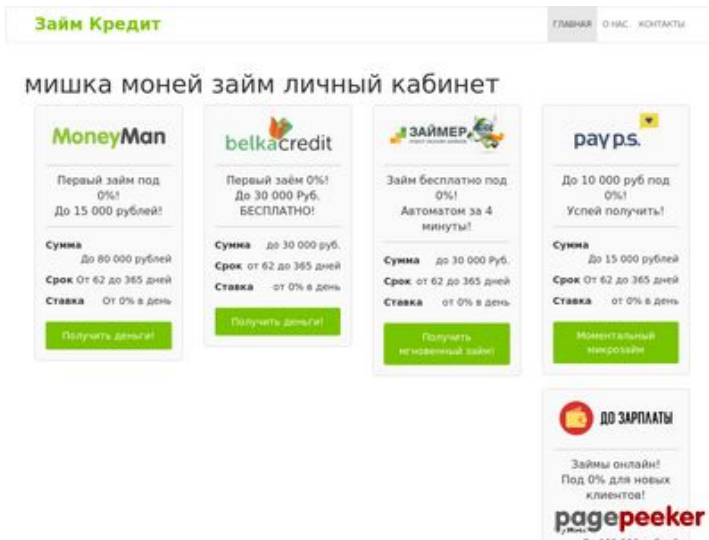 Займ Кредит
ГЛАВНАЯ О НАС КОНТАКТЫ
мишка моней займ личный кабинет
MoneyMan
Первый займ под
0%!
До 15 000 рублей!
Сумма
До 80 000 рублей
Срок От 62 до 365 дней
Ставка От 0% в день
Получить деньги!
belkacredit
Первый заём 0%!
До 30 000 Руб.
БЕСПЛАТНО!
Сумма до 30 000 руб.
Срок от 62 до 365 дней
Ставка от 0% в день
Получить деньги!
ЗАЙМЕР
Займ бесплатно под
0%!
Автоматом за 4
минуты!
Сумма до 30 000 Руб.
Срок от 62 до 365 дней
Ставка от 0% в день
Получить
мгновенный займ!
pay p.s.
До 10 000 руб под
0%!
Успей получить!
Сумма
До 15 000 рублей
Срок От 62 до 365 дней
Ставка От 0% в день
Моментальный
микрозайм
ДО ЗАРПЛАТЫ
Займы онлайн!
Под 0% для новых
клиентов!
pagepeeker